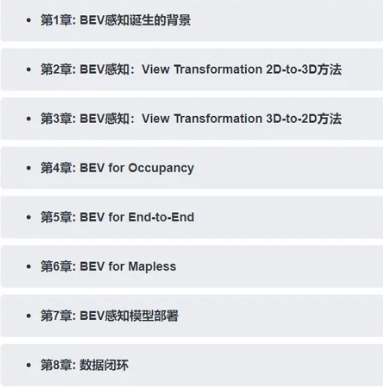 第1章: BEV感知诞生的背景
第2章: BEV感知：View Transformation 2D-to-3D方法
第3章: BEV感知：View Transformation 3D-to-2D方法
第4章: BEV for Occupancy
第5章: BEV for End-to-End
第6章: BEV for Mapless
第7章: BEV感知模型部署
第8章: 数据闭环